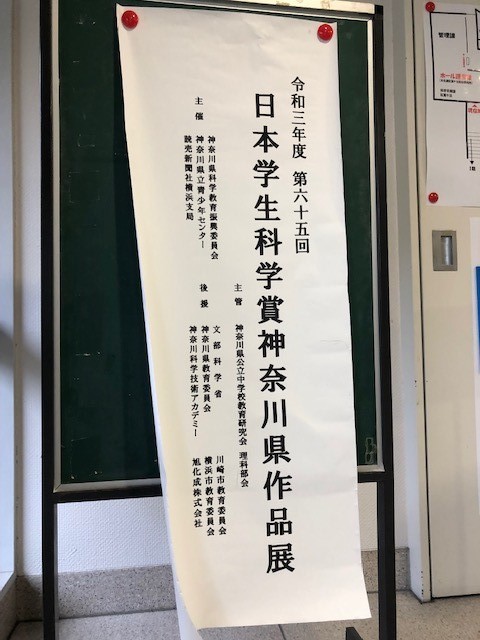 令和三年度 第六十五回
日本学生科学賞神奈川県作品展
主管 神奈川県公立中学校教育研究会 理科部会
主催
神奈川県科学教育振興委員会
神奈川県立青少年センター
読売新聞社横浜支局
後援
文部科学省
神奈川県教育委員会
神奈川科学技術アカデミー
川崎市教育委員会
横浜市教育委員会
旭化成株式会社
管理課